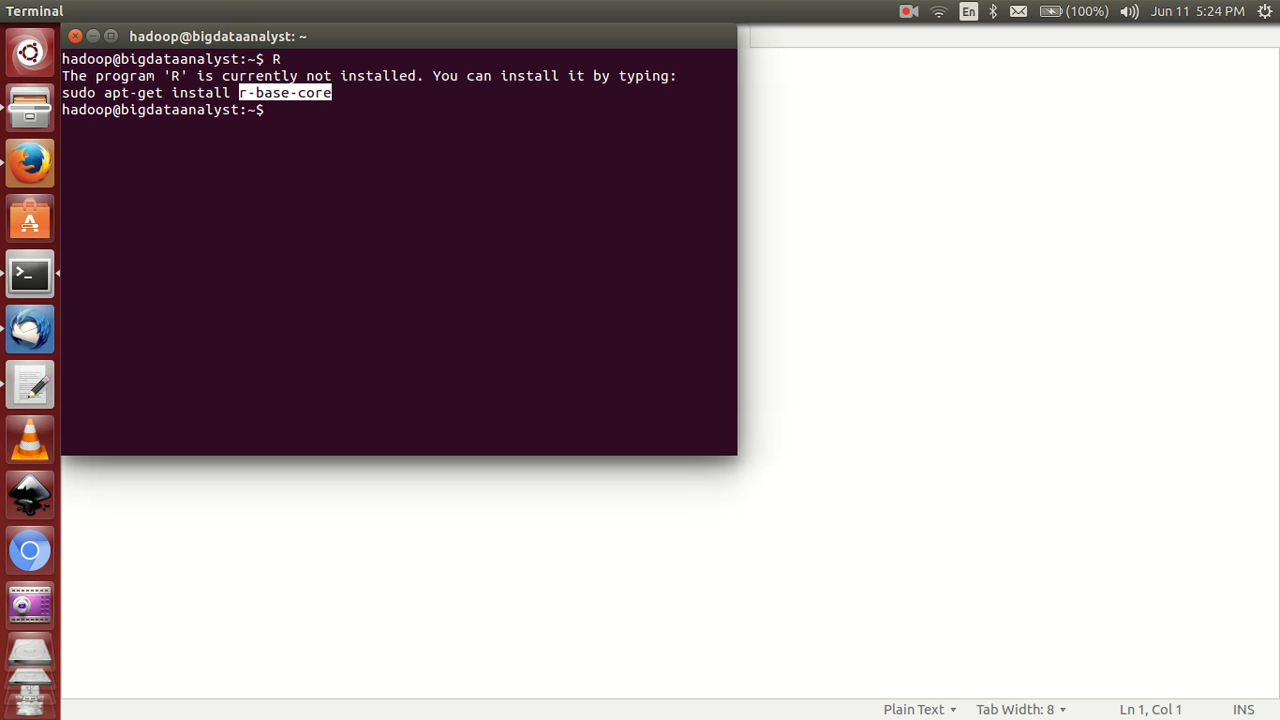 Terminal
En
(100%)
Jun 11 5:24 PM
hadoop@bigdataanalyst: ~
hadoop@bigdataanalyst:~$ R
The program 'R' is currently not installed. You can install it by typing:
sudo apt-get install r-base-core
hadoop@bigdataanalyst:~$
Plain Text
Tab Width: 8
Ln 1, Col 1
INS